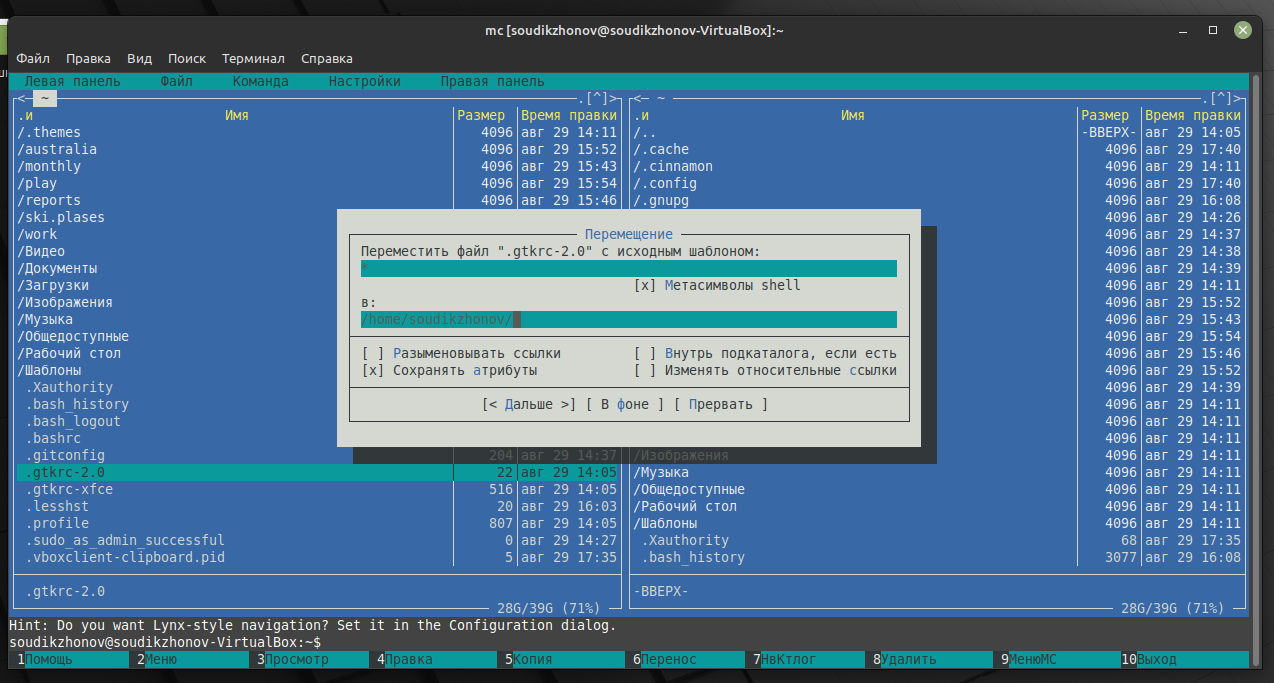 mc [soudikzhonov@soudikzhonov-VirtualBox]:~
Файл Правка Вид Поиск Терминал Справка
Левая панель Файл Команда Настройки Правая панель
<─ ~ .[^]> <─ ~ .[^]>
.и Имя Размер Время правки .и Имя Размер Время правки
/.themes 4096 авг 29 14:11 /.. -ВВЕРХ- авг 29 14:05
/australia 4096 авг 29 15:52 /.cache 4096 авг 29 17:40
/monthly 4096 авг 29 15:43 /.cinnamon 4096 авг 29 14:11
/play 4096 авг 29 15:54 /.config 4096 авг 29 17:40
/reports 4096 авг 29 15:46 /.gnupg 4096 авг 29 16:08
/ski.plases 4096 авг 29 14:26
/work Перемещение 4096 авг 29 14:37
/Видео Переместить файл ".gtkrc-2.0" с исходным шаблоном: 4096 авг 29 14:38
/Документы * 4096 авг 29 14:39
/Загрузки [x] Метасимволы shell 4096 авг 29 14:11
/Изображения в: 4096 авг 29 15:52
/Музыка /home/soudikzhonov/ 4096 авг 29 15:43
/Общедоступные 4096 авг 29 15:54
/Рабочий стол [ ] Разыменовывать ссылки [ ] Внутрь подкаталога, если есть 4096 авг 29 15:46
/Шаблоны [x] Сохранять атрибуты [ ] Изменять относительные ссылки 4096 авг 29 15:52
.Xauthority 4096 авг 29 14:39
.bash_history [< Дальше >] [ В фоне ] [ Прервать ] 4096 авг 29 14:11
.bash_logout 4096 авг 29 14:11
.bashrc 4096 авг 29 14:11
.gitconfig 204 авг 29 14:37 /Изображения 4096 авг 29 14:11
.gtkrc-2.0 22 авг 29 14:05 /Музыка 4096 авг 29 14:11
.gtkrc-xfce 516 авг 29 14:05 /Общедоступные 4096 авг 29 14:11
.lesshst 20 авг 29 16:03 /Рабочий стол 4096 авг 29 14:11
.profile 807 авг 29 14:05 /Шаблоны 4096 авг 29 14:11
.sudo_as_admin_successful 0 авг 29 14:27 .Xauthority 68 авг 29 17:35
.vboxclient-clipboard.pid 5 авг 29 17:35 .bash_history 3077 авг 29 16:08
.gtkrc-2.0 -ВВЕРХ-
28G/39G (71%) 28G/39G (71%)
Hint: Do you want Lynx-style navigation? Set it in the Configuration dialog.
soudikzhonov@soudikzhonov-VirtualBox:~$
1Помощь 2Меню 3Просмотр 4Правка 5Копия 6Перенос 7НвКтлог 8Удалить 9МенюМС 10Выход